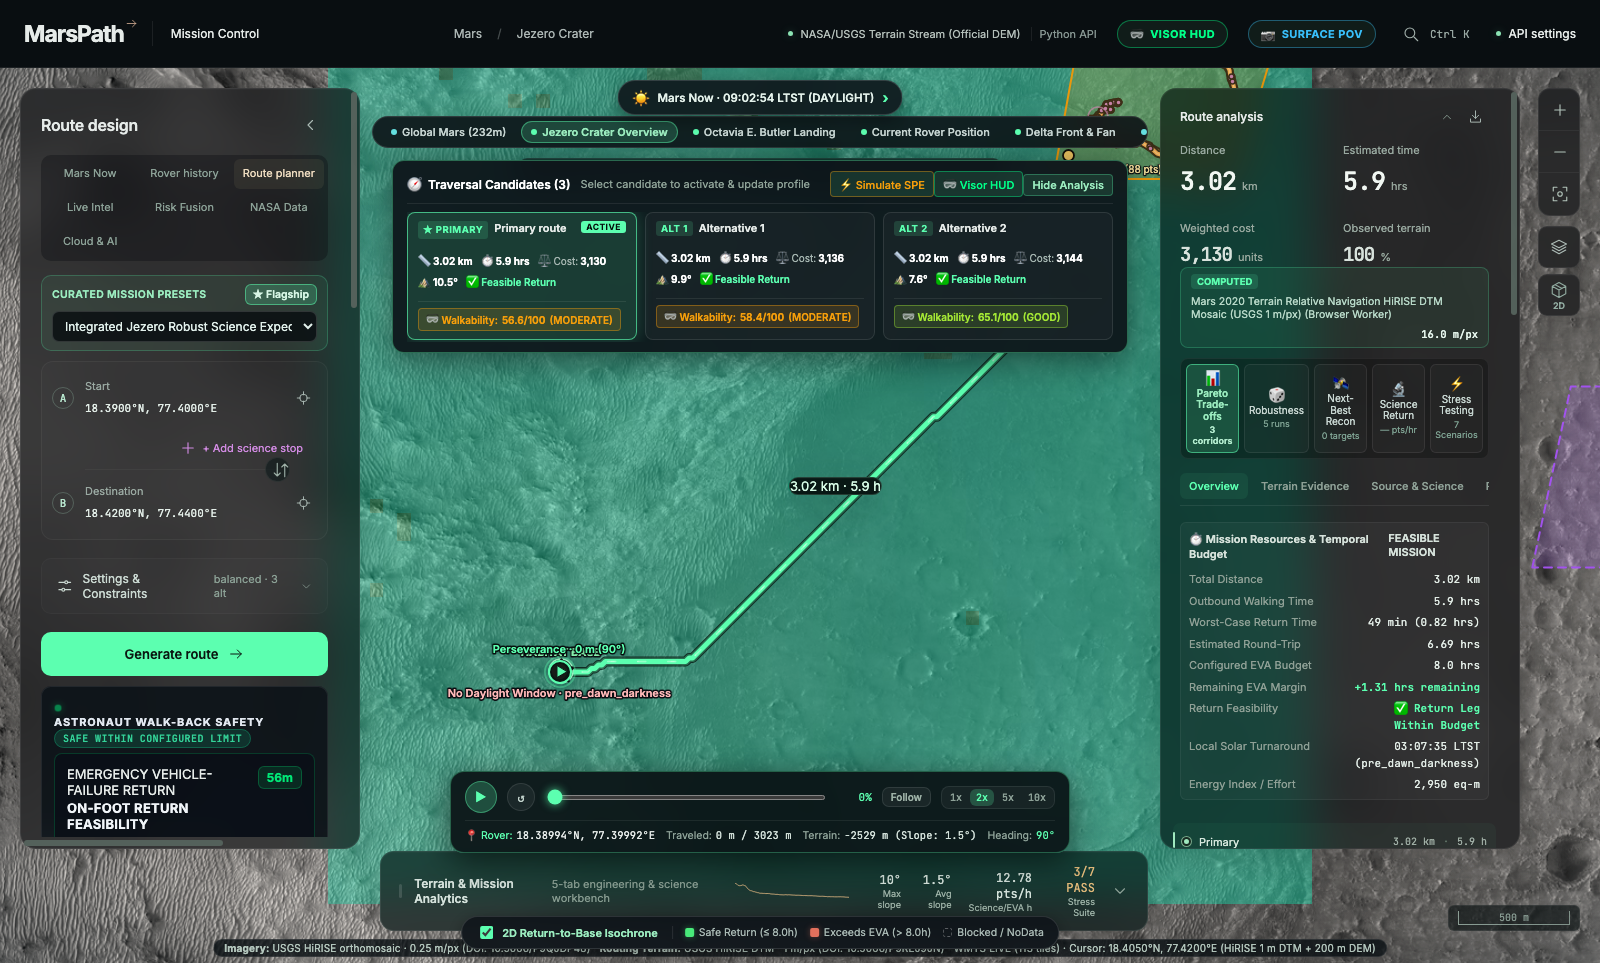 MarsPath
Mission Control
Mars / Jezero Crater
NASA/USGS Terrain Stream (Official DEM)
Python API
VISOR HUD
SURFACE POV
Ctrl K
API settings
Mars Now · 09:02:54 LTST (DAYLIGHT) ›
Global Mars (232m)
Jezero Crater Overview
Octavia E. Butler Landing
Current Rover Position
Delta Front & Fan
Route design
Mars Now
Rover history
Route planner
Live Intel
Risk Fusion
NASA Data
Cloud & AI
CURATED MISSION PRESETS
★ Flagship
Integrated Jezero Robust Science Expec
A
Start
18.3900°N, 77.4000°E
+ Add science stop
B
Destination
18.4200°N, 77.4400°E
Settings & Constraints
balanced · 3 alt
Generate route →
ASTRONAUT WALK-BACK SAFETY
SAFE WITHIN CONFIGURED LIMIT
EMERGENCY VEHICLE-FAILURE RETURN
56m
ON-FOOT RETURN FEASIBILITY
Traversal Candidates (3)
Select candidate to activate & update profile
Simulate SPE
Visor HUD
Hide Analysis
★ PRIMARY Primary route ACTIVE
3.02 km 5.9 hrs Cost: 3,130
10.5° Feasible Return
Walkability: 56.6/100 (MODERATE)
ALT 1 Alternative 1
3.02 km 5.9 hrs Cost: 3,136
9.9° Feasible Return
Walkability: 58.4/100 (MODERATE)
ALT 2 Alternative 2
3.02 km 5.9 hrs Cost: 3,144
7.6° Feasible Return
Walkability: 65.1/100 (GOOD)
88 pts
3.02 km · 5.9 h
Perseverance · 0 m (90°)
No Daylight Window · pre_dawn_darkness
0%
Follow
1x 2x 5x 10x
Rover: 18.38994°N, 77.39992°E Traveled: 0 m / 3023 m Terrain: -2529 m (Slope: 1.5°) Heading: 90°
Terrain & Mission Analytics
5-tab engineering & science workbench
10° Max slope
1.5° Avg slope
12.78 pts/h Science/EVA h
3/7 PASS Stress Suite
2D Return-to-Base Isochrone
Safe Return (≤ 8.0h)
Exceeds EVA (> 8.0h)
Blocked / NoData
Imagery: USGS HiRISE orthomosaic · 0.25 m/px
Cursor: 18.4050°N, 77.4200°E (HiRISE 1 m DTM + 200 m DEM)
Route analysis
Distance
3.02 km
Estimated time
5.9 hrs
Weighted cost
3,130 units
Observed terrain
100 %
COMPUTED
Mars 2020 Terrain Relative Navigation HiRISE DTM
Mosaic (USGS 1 m/px) (Browser Worker)
16.0 m/px
Pareto Trade-offs
3 corridors
Robustness
5 runs
Next-Best Recon
0 targets
Science Return
— pts/hr
Stress Testing
7 Scenarios
Overview
Terrain Evidence
Source & Science
Mission Resources & Temporal Budget
FEASIBLE MISSION
Total Distance 3.02 km
Outbound Walking Time 5.9 hrs
Worst-Case Return Time 49 min (0.82 hrs)
Estimated Round-Trip 6.69 hrs
Configured EVA Budget 8.0 hrs
Remaining EVA Margin +1.31 hrs remaining
Return Feasibility Return Leg
Within Budget
Local Solar Turnaround 03:07:35 LTST
(pre_dawn_darkness)
Energy Index / Effort 2,950 eq-m
Primary 3.02 km · 5.9 h
2D
500 m